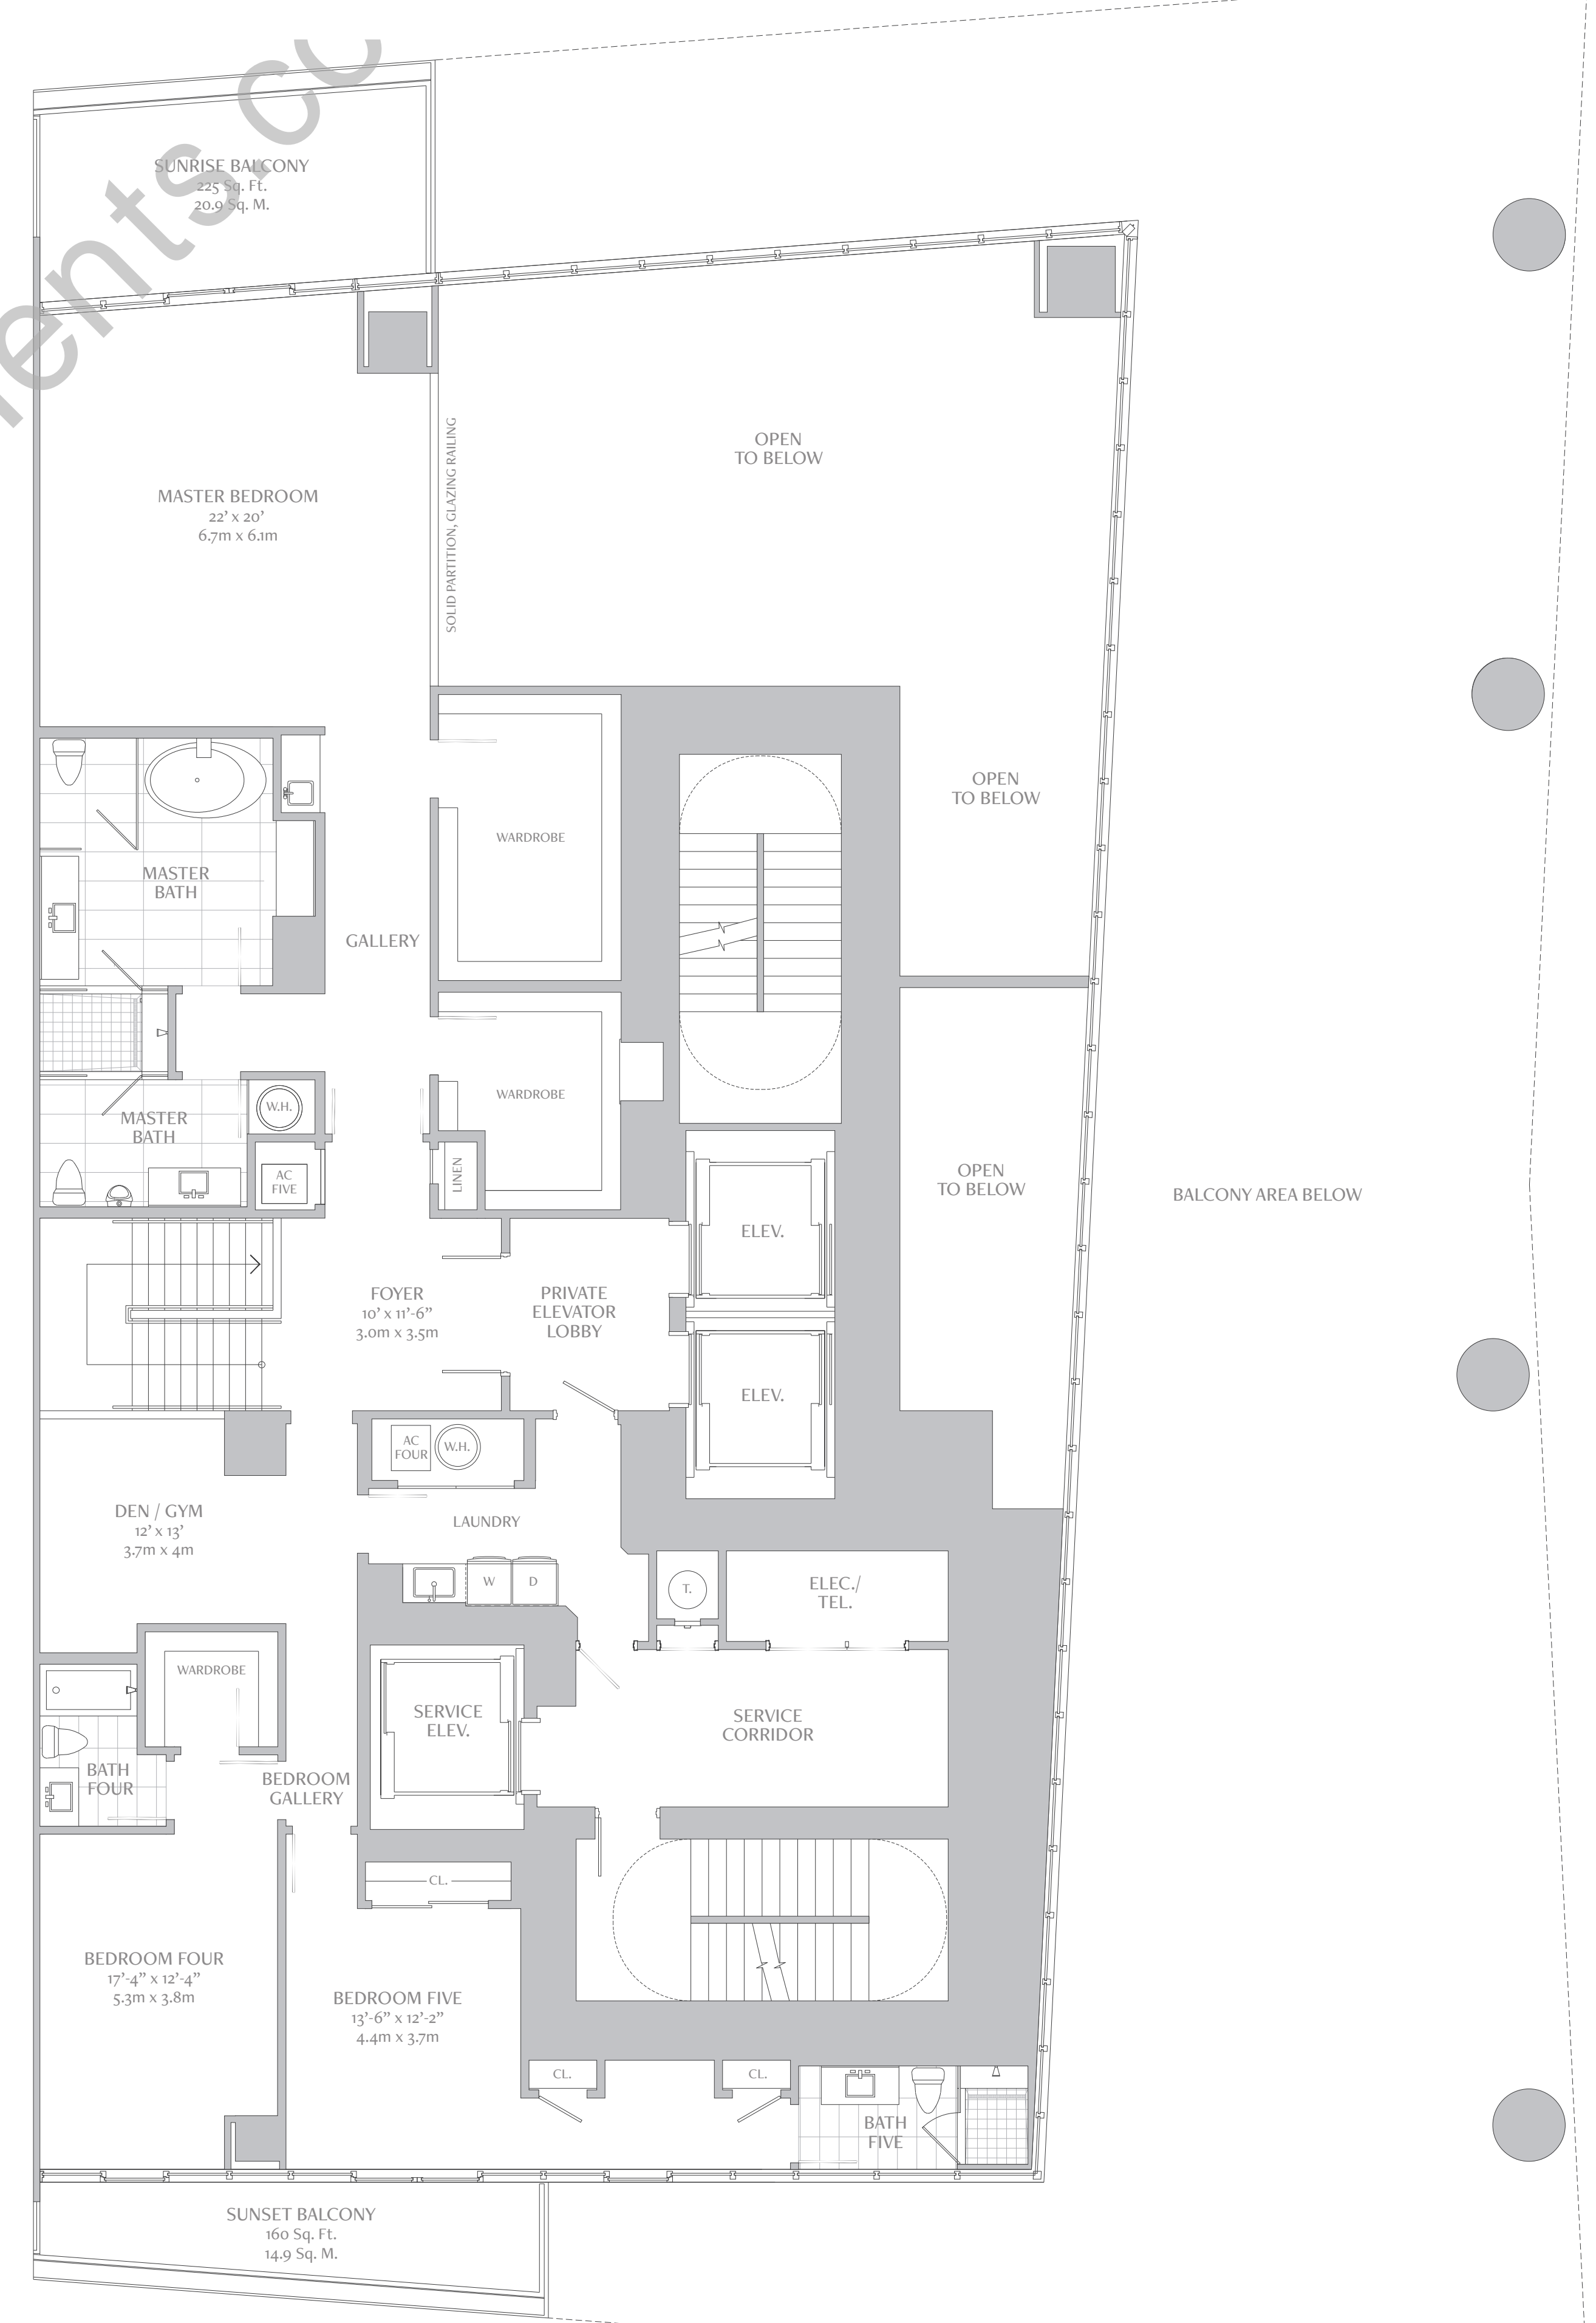 ents.co
SUNRISE BALCONY
225 Sq. Ft.
20.9 Sq. M.
MASTER BEDROOM
22’ x 20’
6.7m x 6.1m
SOLID PARTITION, GLAZING RAILING
OPEN
TO BELOW
OPEN
TO BELOW
WARDROBE
MASTER
BATH
GALLERY
WARDROBE
W.H.
MASTER
BATH
AC
FIVE
LINEN
OPEN
TO BELOW
BALCONY AREA BELOW
ELEV.
FOYER
10’ x 11’-6”
3.0m x 3.5m
PRIVATE
ELEVATOR
LOBBY
ELEV.
AC
FOUR
W.H.
DEN / GYM
12’ x 13’
3.7m x 4m
LAUNDRY
W
D
T.
ELEC./
TEL.
WARDROBE
SERVICE
ELEV.
SERVICE
CORRIDOR
BATH
FOUR
BEDROOM
GALLERY
CL.
BEDROOM FOUR
17’-4” x 12’-4”
5.3m x 3.8m
BEDROOM FIVE
13’-6” x 12’-2”
4.4m x 3.7m
CL.
CL.
BATH
FIVE
SUNSET BALCONY
160 Sq. Ft.
14.9 Sq. M.